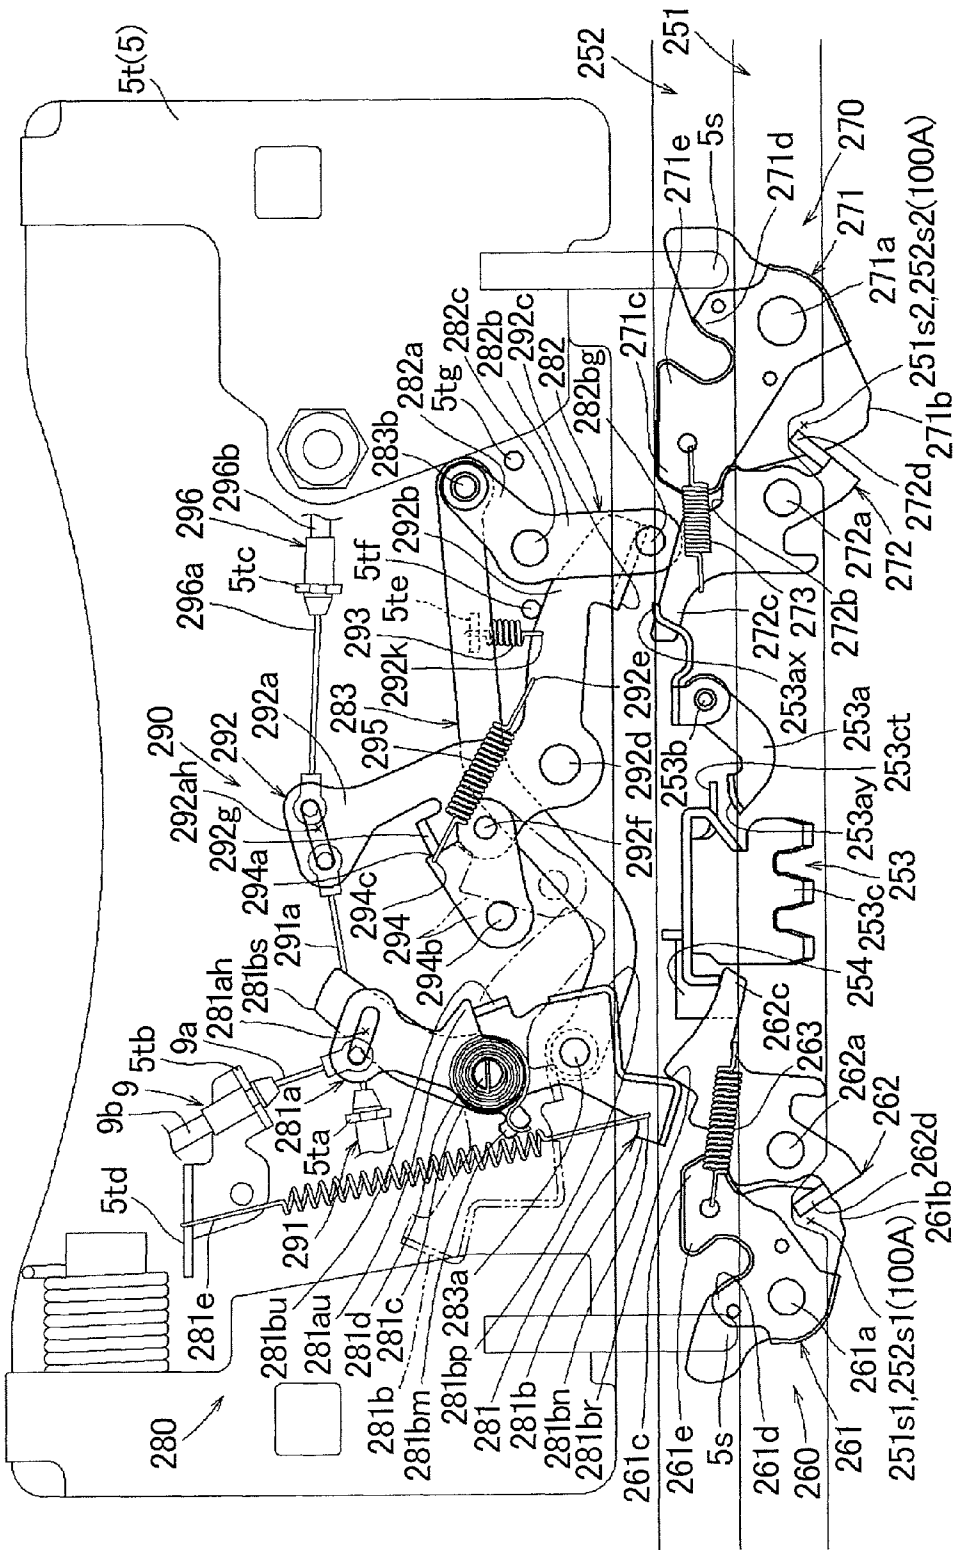 5t(5)
252
251
271e
5s
271d
270
271
271a
251s2,252s2(100A)
271b
272d
272
272a
272b
273
272c
253ax
253a
253ct
253ay
253
253c
254
262c
263
262a
262
262d
261b
251s1,252s1(100A)
261a
261
260
261d
5s
261e
261c
281br
281bn
281b
281
281bp
283a
281bm
281b
281c
281d
281au
281bu
291
5ta
281a
281e
5td
9b
9
5tb
9a
281ah
281bs
291a
294b
294
294c
294a
292g
292ah
292
290
292a
283
295
292k
293
5te
5tf
292b
296a
5tc
296
296b
283b
282a
5tg
282c
282b
292c
282
282bg
271c
292e
292d
292f
253b
280